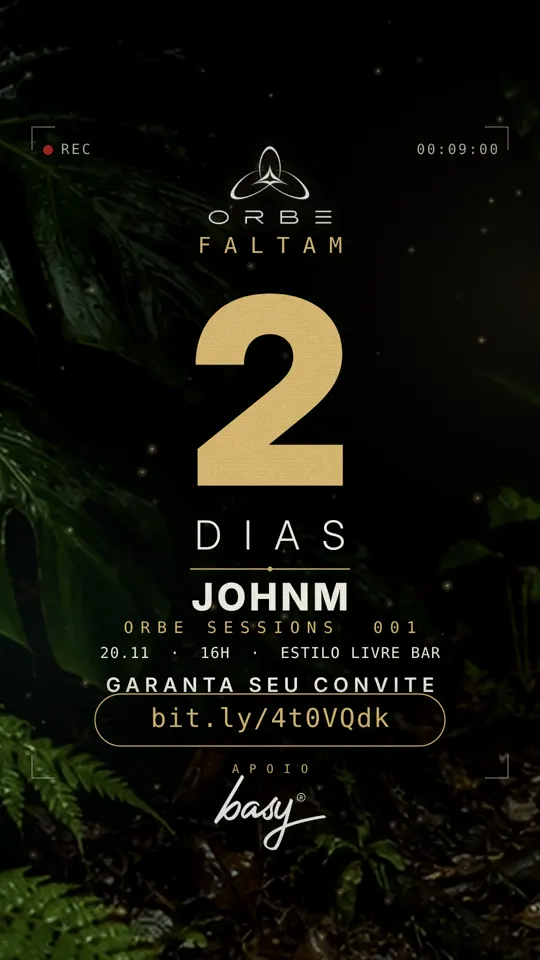 REC
00:09:00
ORBE
FALTAM
2
DIAS
JOHNM
ORBE SESSIONS 001
20.11 · 16H · ESTILO LIVRE BAR
GARANTA SEU CONVITE
bit.ly/4t0VQdk
APOIO
basy®